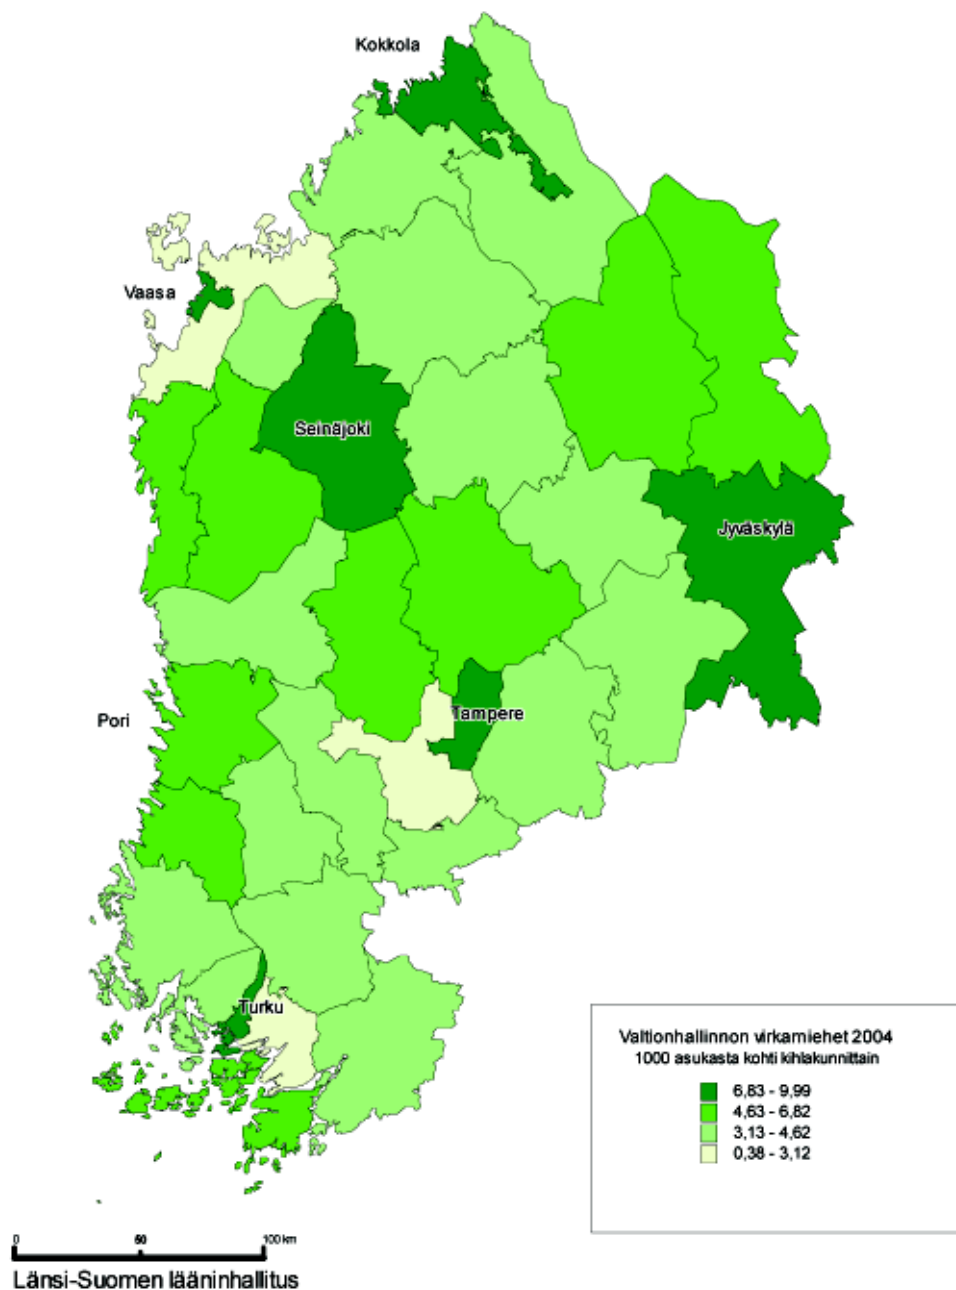 Kokkola
Vaasa
Seinäjoki
Jyväskylä
Pori
Tampere
Turku
Valtionhallinnon virkamiehet 2004
1000 asukasta kohti kihlakunnittain
6,83 - 9,99
4,63 - 6,82
3,13 - 4,62
0,38 - 3,12
0 50 100 km
Länsi-Suomen lääninhallitus